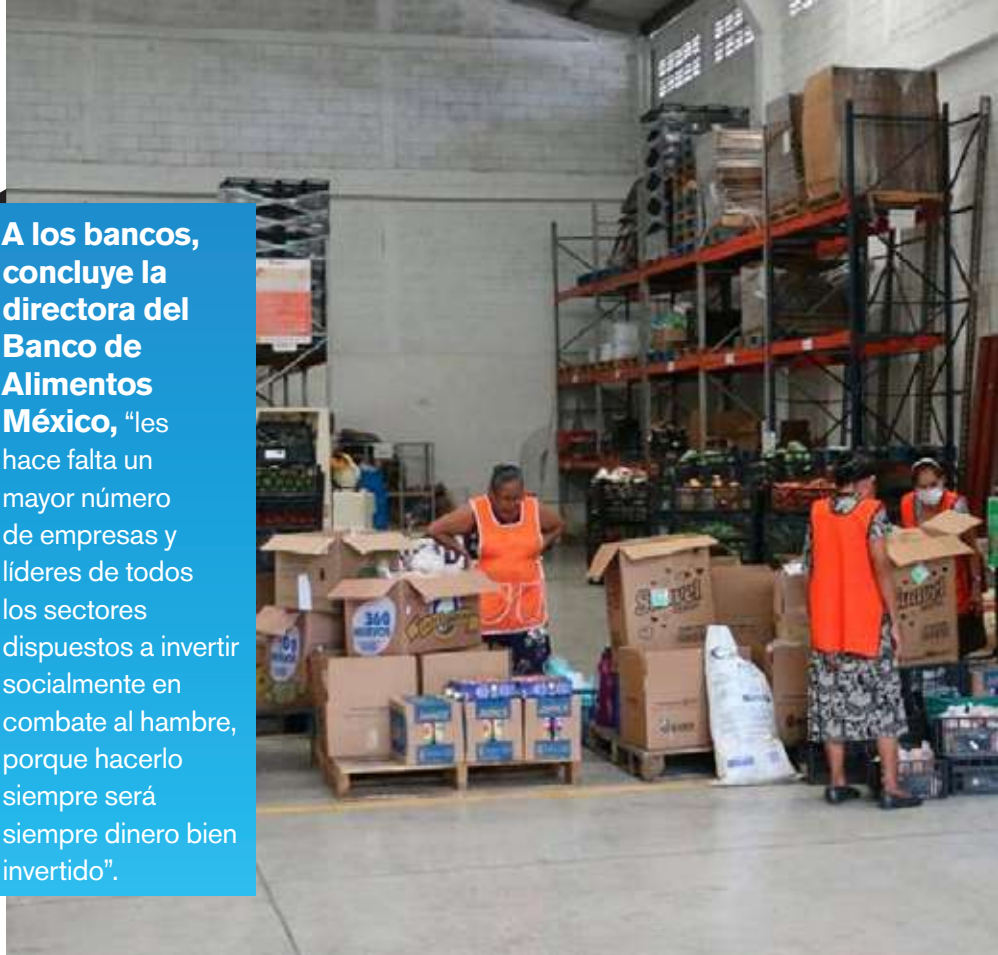 A los bancos,
concluye la
directora del
Banco de
Alimentos
México, “les
hace falta un
mayor número
de empresas y
líderes de todos
los sectores
dispuestos a invertir
socialmente en
combate al hambre,
porque hacerlo
siempre será
siempre dinero bien
invertido”.
360
HUEVOS